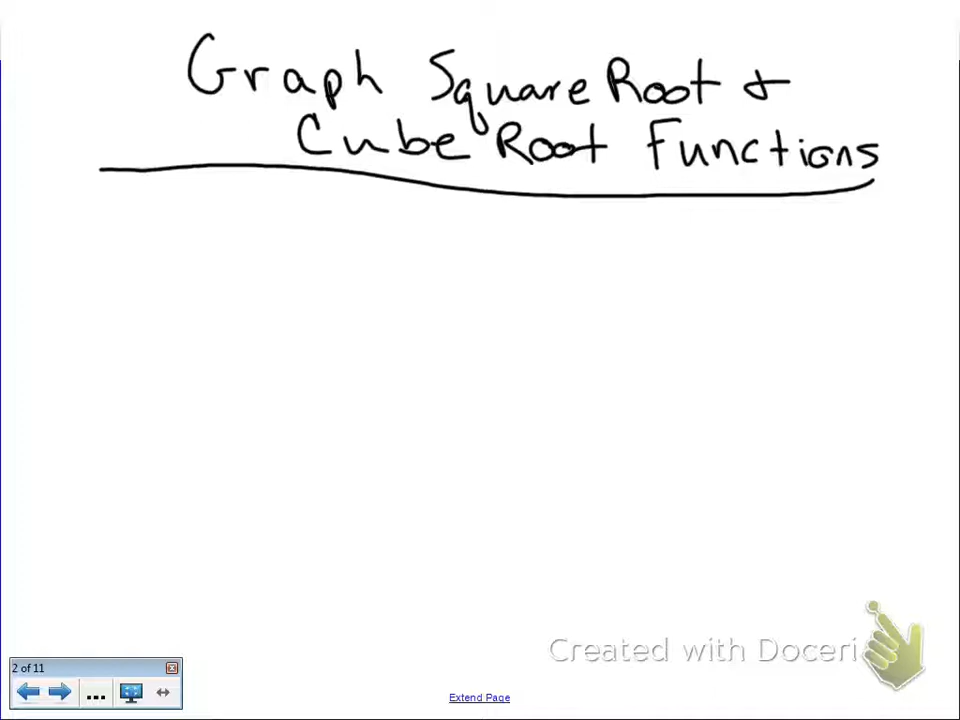 Graph Square Root &
Cube Root Functions
Created with Doceri
2 of 11
...
Extend Page